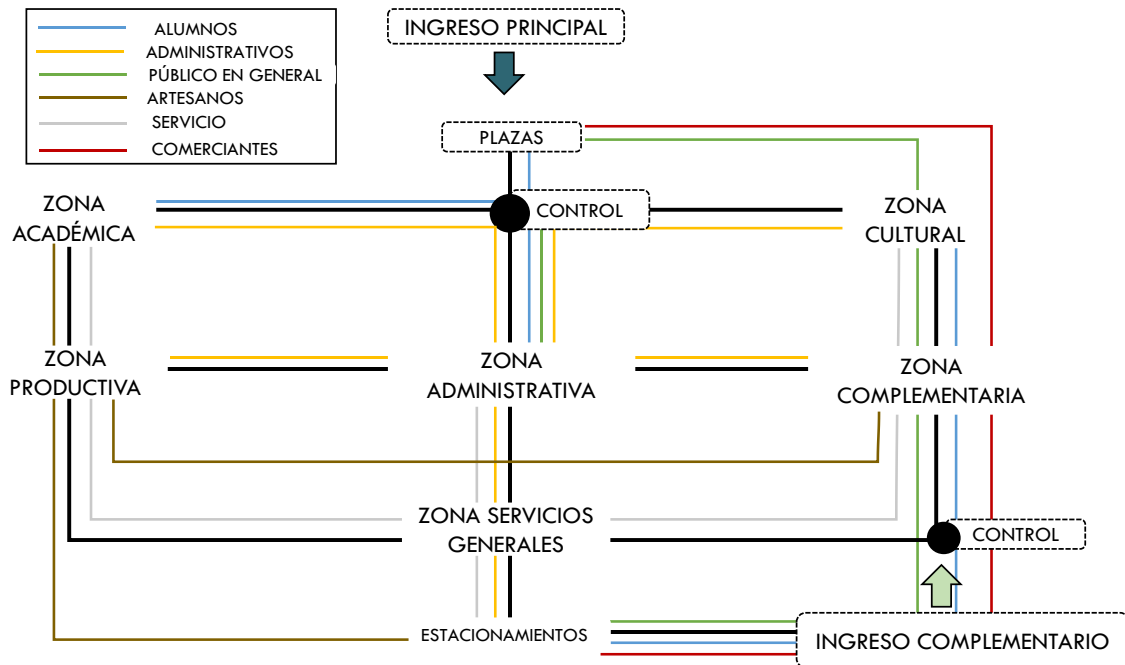 ALUMNOS
ADMINISTRATIVOS
PÚBLICO EN GENERAL
ARTESANOS
SERVICIO
COMERCIANTES
INGRESO PRINCIPAL
PLAZAS
CONTROL
ZONA
ACADÉMICA
ZONA
CULTURAL
ZONA
PRODUCTIVA
ZONA
ADMINISTRATIVA
ZONA
COMPLEMENTARIA
ZONA SERVICIOS
GENERALES
CONTROL
ESTACIONAMIENTOS
INGRESO COMPLEMENTARIO